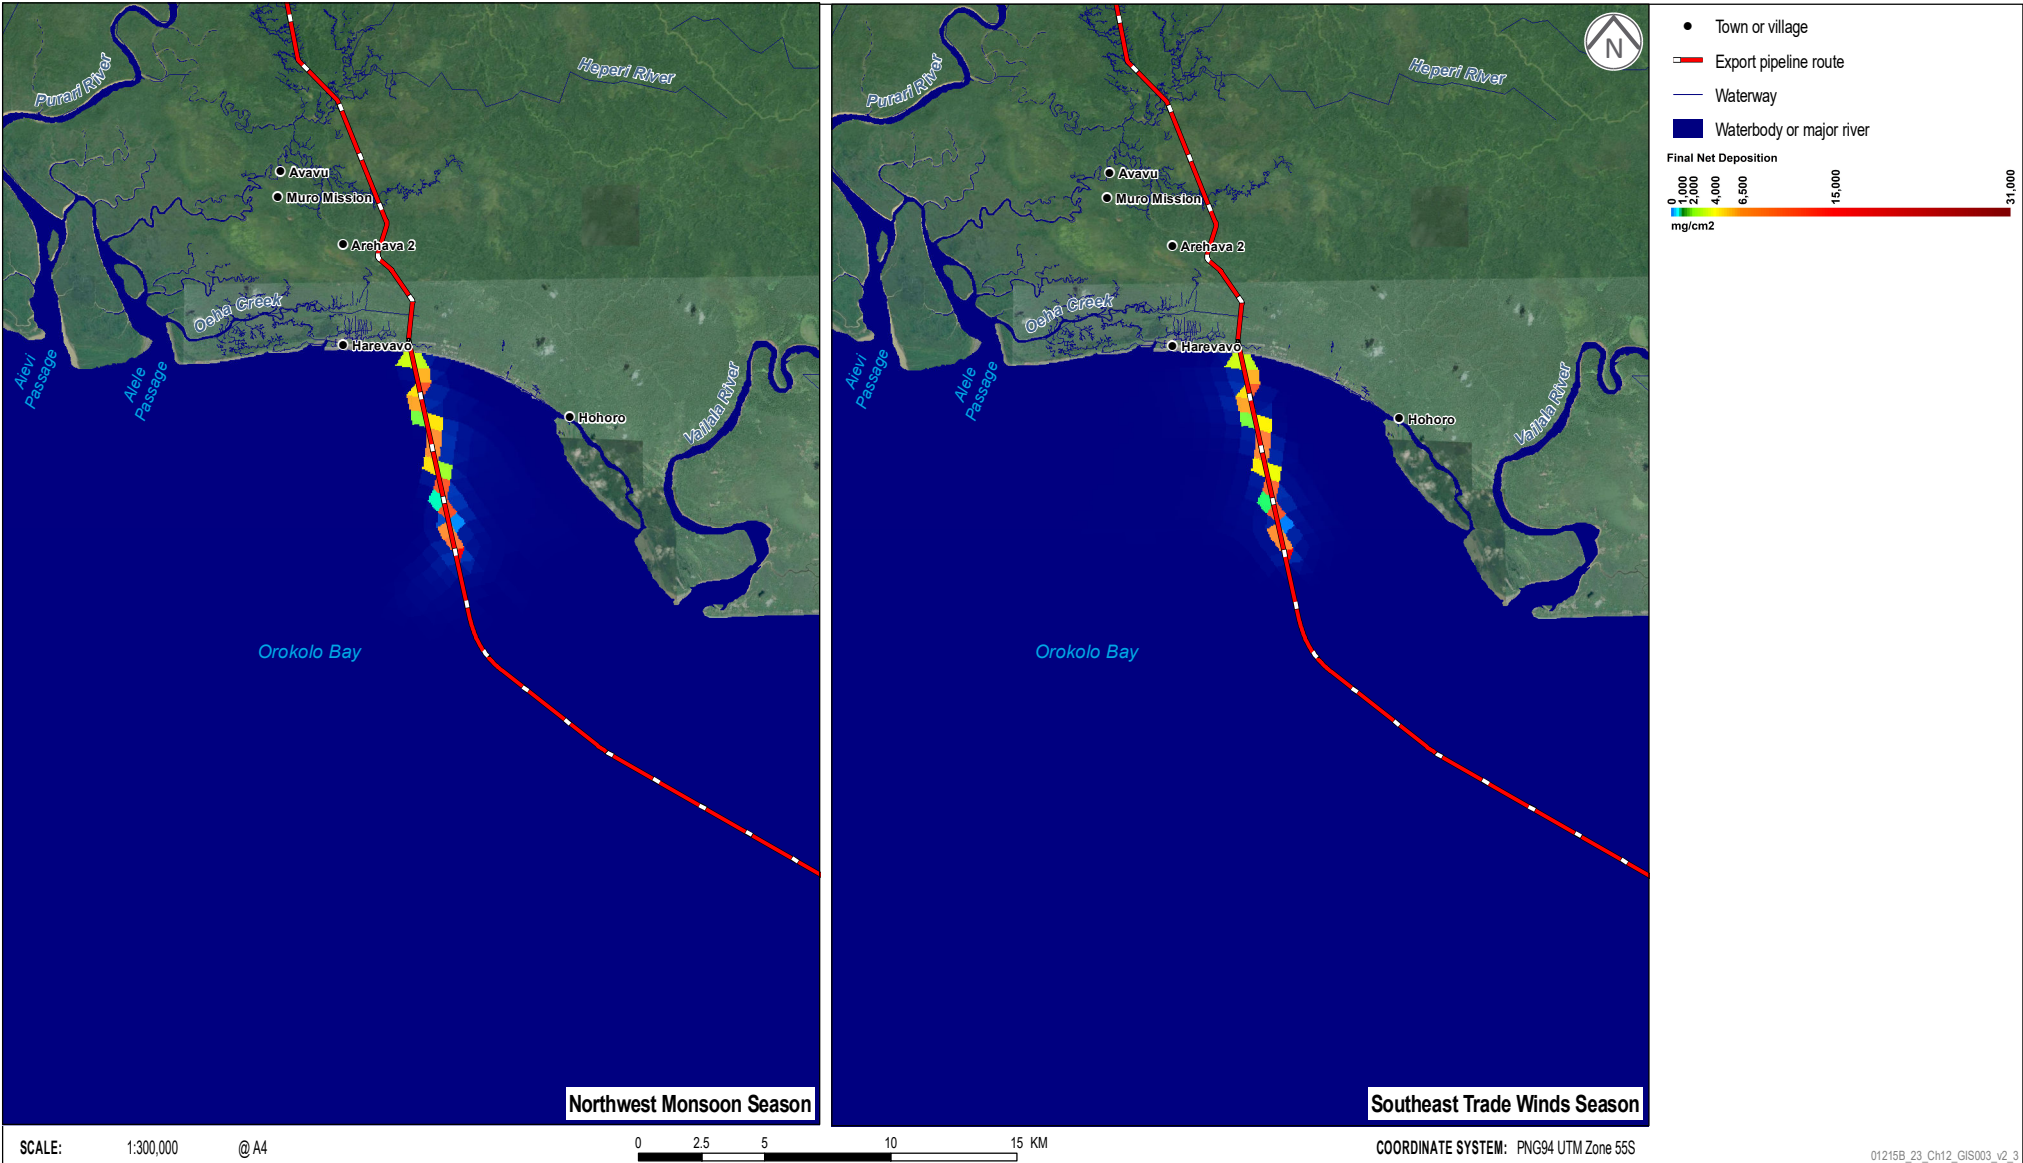 Purari River
Heperi River
Avavu
Muro Mission
Arehava 2
Oeha Creek
Harevavo
Aievi
Passage
Alele
Passage
Hohoro
Vailala River
Orokolo Bay
Northwest Monsoon Season
N
Purari River
Heperi River
Avavu
Muro Mission
Arehava 2
Oeha Creek
Harevavo
Aievi
Passage
Alele
Passage
Hohoro
Vailala River
Orokolo Bay
Southeast Trade Winds Season
Town or village
Export pipeline route
Waterway
Waterbody or major river
Final Net Deposition
0 1,000 2,000 4,000 6,500 15,000 31,000
mg/cm2
SCALE: 1:300,000 @ A4
0 2.5 5 10 15 KM
COORDINATE SYSTEM: PNG94 UTM Zone 55S
01215B_23_Ch12_GIS003_v2_3